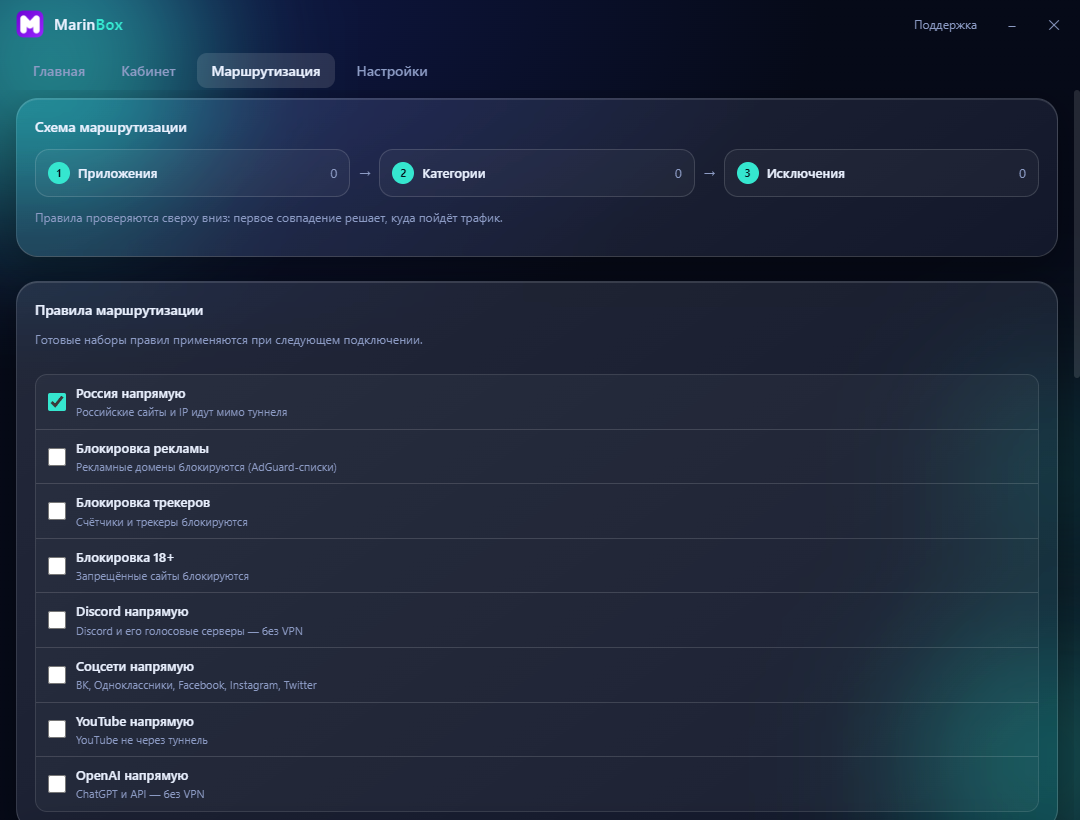 MarinBox
Поддержка
Главная
Кабинет
Маршрутизация
Настройки
Схема маршрутизации
1 Приложения 0 → 2 Категории 0 → 3 Исключения 0
Правила проверяются сверху вниз: первое совпадение решает, куда пойдёт трафик.
Правила маршрутизации
Готовые наборы правил применяются при следующем подключении.
Россия напрямую
Российские сайты и IP идут мимо туннеля
Блокировка рекламы
Рекламные домены блокируются (AdGuard-списки)
Блокировка трекеров
Счётчики и трекеры блокируются
Блокировка 18+
Запрещённые сайты блокируются
Discord напрямую
Discord и его голосовые серверы — без VPN
Соцсети напрямую
ВК, Одноклассники, Facebook, Instagram, Twitter
YouTube напрямую
YouTube не через туннель
OpenAI напрямую
ChatGPT и API — без VPN